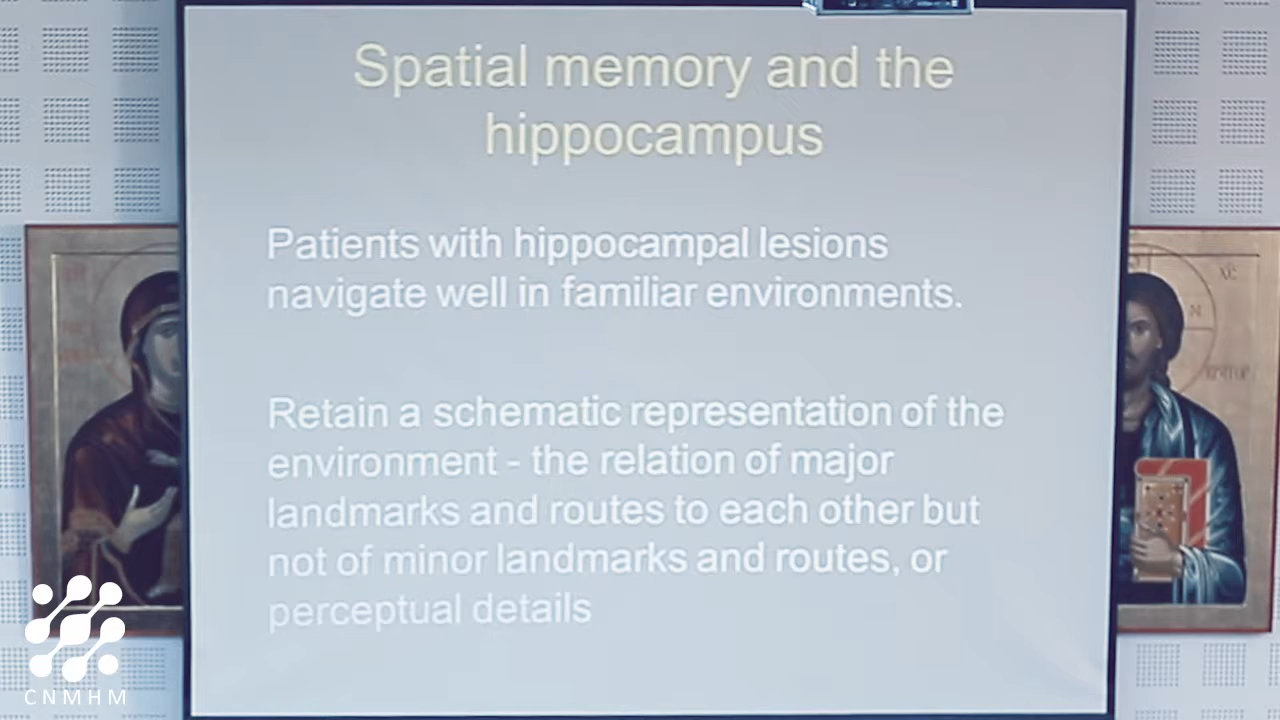 Spatial memory and the
hippocampus
Patients with hippocampal lesions
navigate well in familiar environments.
Retain a schematic representation of the
environment - the relation of major
landmarks and routes to each other but
not of minor landmarks and routes, or
perceptual details
CNMHM